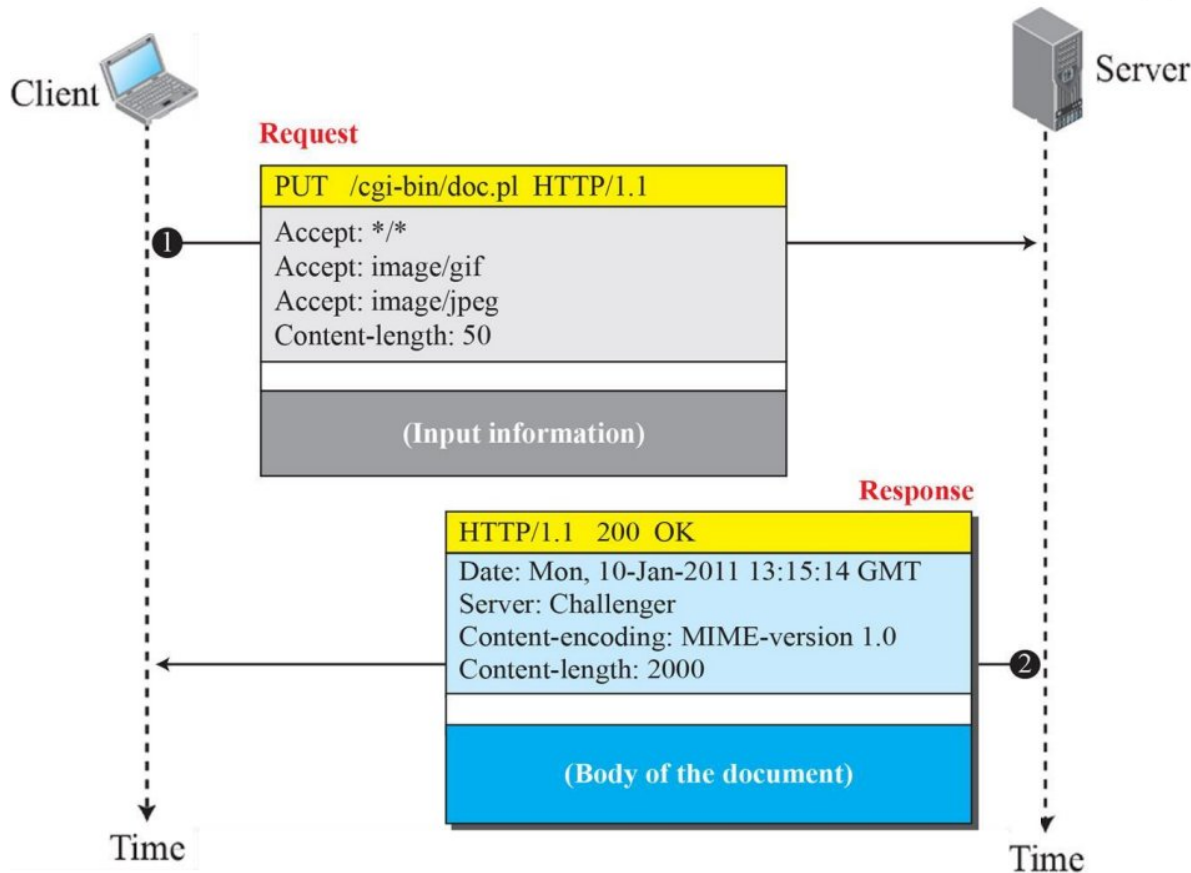 Client
Server
Request
PUT /cgi-bin/doc.pl HTTP/1.1
1
Accept: */*
Accept: image/gif
Accept: image/jpeg
Content-length: 50
(Input information)
Response
HTTP/1.1 200 OK
Date: Mon, 10-Jan-2011 13:15:14 GMT
Server: Challenger
Content-encoding: MIME-version 1.0
Content-length: 2000
2
(Body of the document)
Time
Time